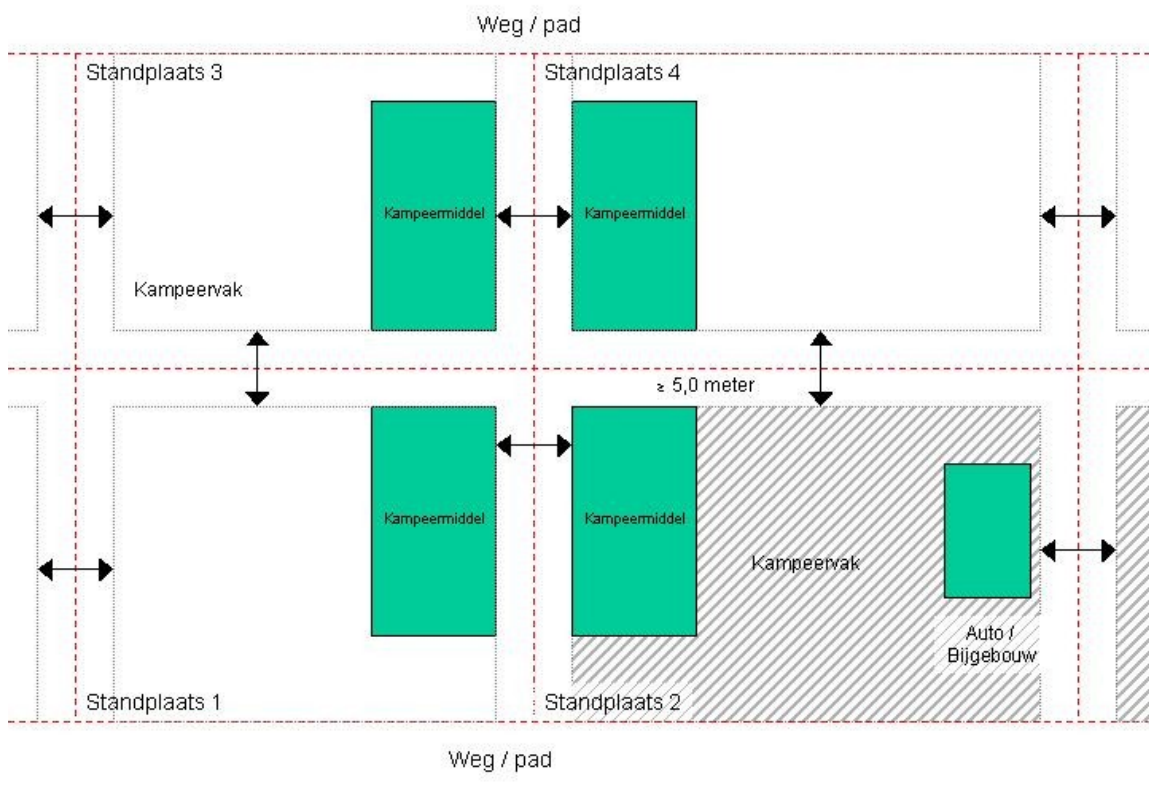 Weg / pad
Standplaats 3
Standplaats 4
Kampeermiddel
Kampeermiddel
Kampeervak
≥ 5,0 meter
Kampeermiddel
Kampeermiddel
Kampeervak
Auto /
Bijgebouw
Standplaats 1
Standplaats 2
Weg / pad